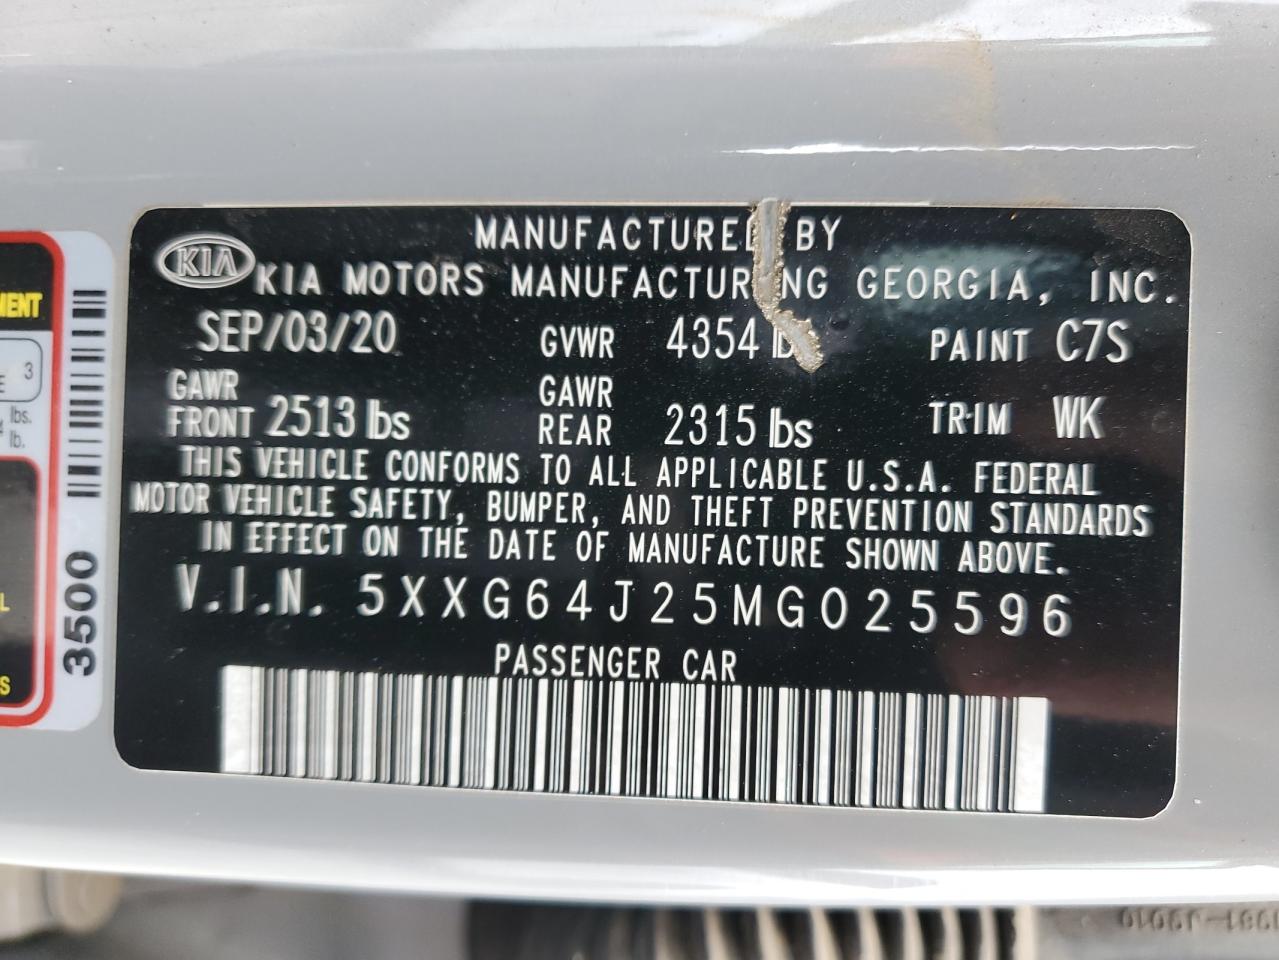 MANUFACTURED BY
KIA
KIA MOTORS MANUFACTURING GEORGIA, INC.
SEP/03/20 GVWR 4354 PAINT C7S
GAWR FRONT 2513 lbs GAWR REAR 2315 lbs TRIM WK
THIS VEHICLE CONFORMS TO ALL APPLICABLE U.S.A. FEDERAL
MOTOR VEHICLE SAFETY, BUMPER, AND THEFT PREVENTION STANDARDS
IN EFFECT ON THE DATE OF MANUFACTURE SHOWN ABOVE.
V.I.N. 5XXG64J25MG025596
PASSENGER CAR
3
lbs.
lb.
3500